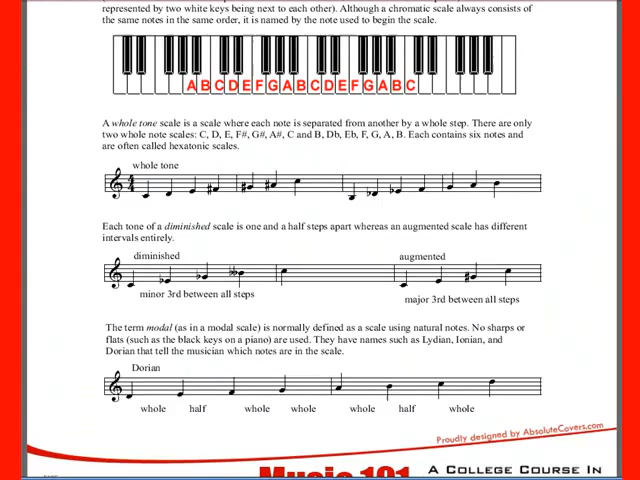 represented by two white keys being next to each other). Although a chromatic scale always consists of
the same notes in the same order, it is named by the note used to begin the scale.
A B C D E F G A B C D E F G A B C
A whole tone scale is a scale where each note is separated from another by a whole step. There are only
two whole note scales: C, D, E, F#, G#, A#, C and B, Db, Eb, F, G, A, B. Each contains six notes and
are often called hexatonic scales.
whole tone
Each tone of a diminished scale is one and a half steps apart whereas an augmented scale has different
intervals entirely.
diminished
augmented
minor 3rd between all steps
major 3rd between all steps
The term modal (as in a modal scale) is normally defined as a scale using natural notes. No sharps or
flats (such as the black keys on a piano) are used. They have names such as Lydian, Ionian, and
Dorian that tell the musician which notes are in the scale.
Dorian
whole half whole whole whole half whole
Proudly designed by AbsoluteCovers.com
Music 101 A COLLEGE COURSE IN